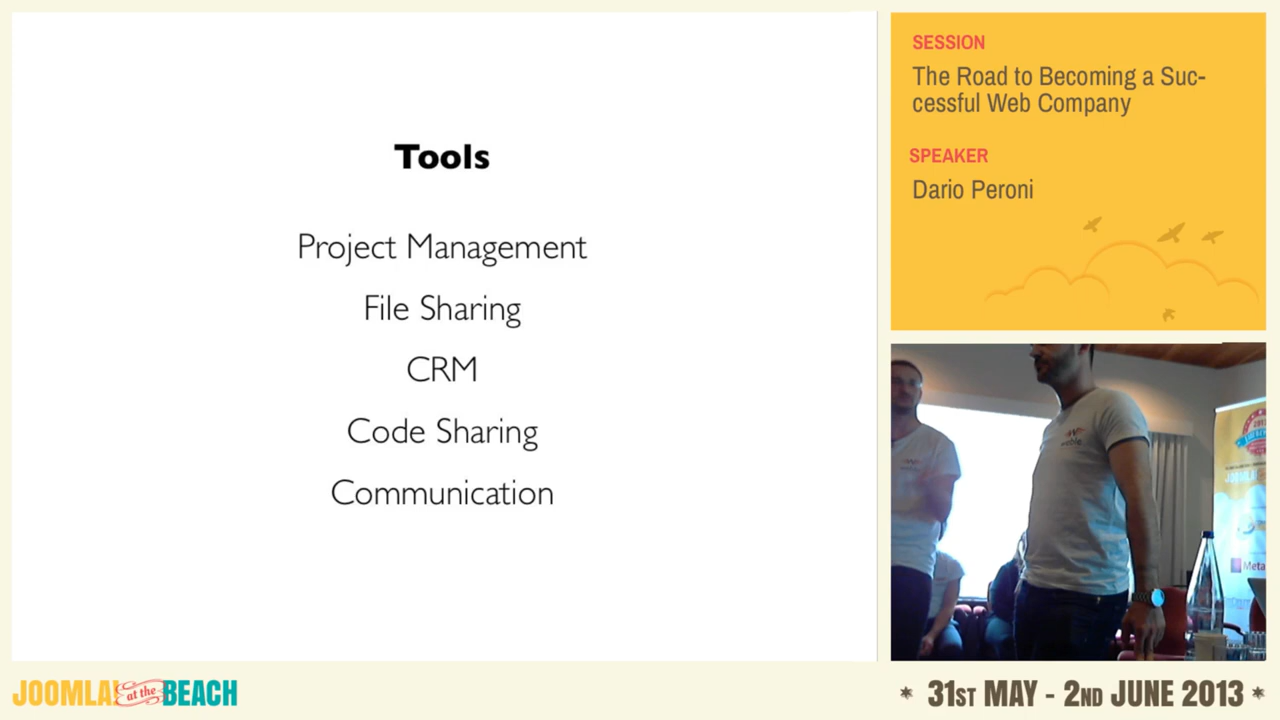 Tools
Project Management
File Sharing
CRM
Code Sharing
Communication
SESSION
The Road to Becoming a Suc-
cessful Web Company
SPEAKER
Dario Peroni
JOOMLA! at the BEACH
* 31ST MAY - 2ND JUNE 2013 *
Meta